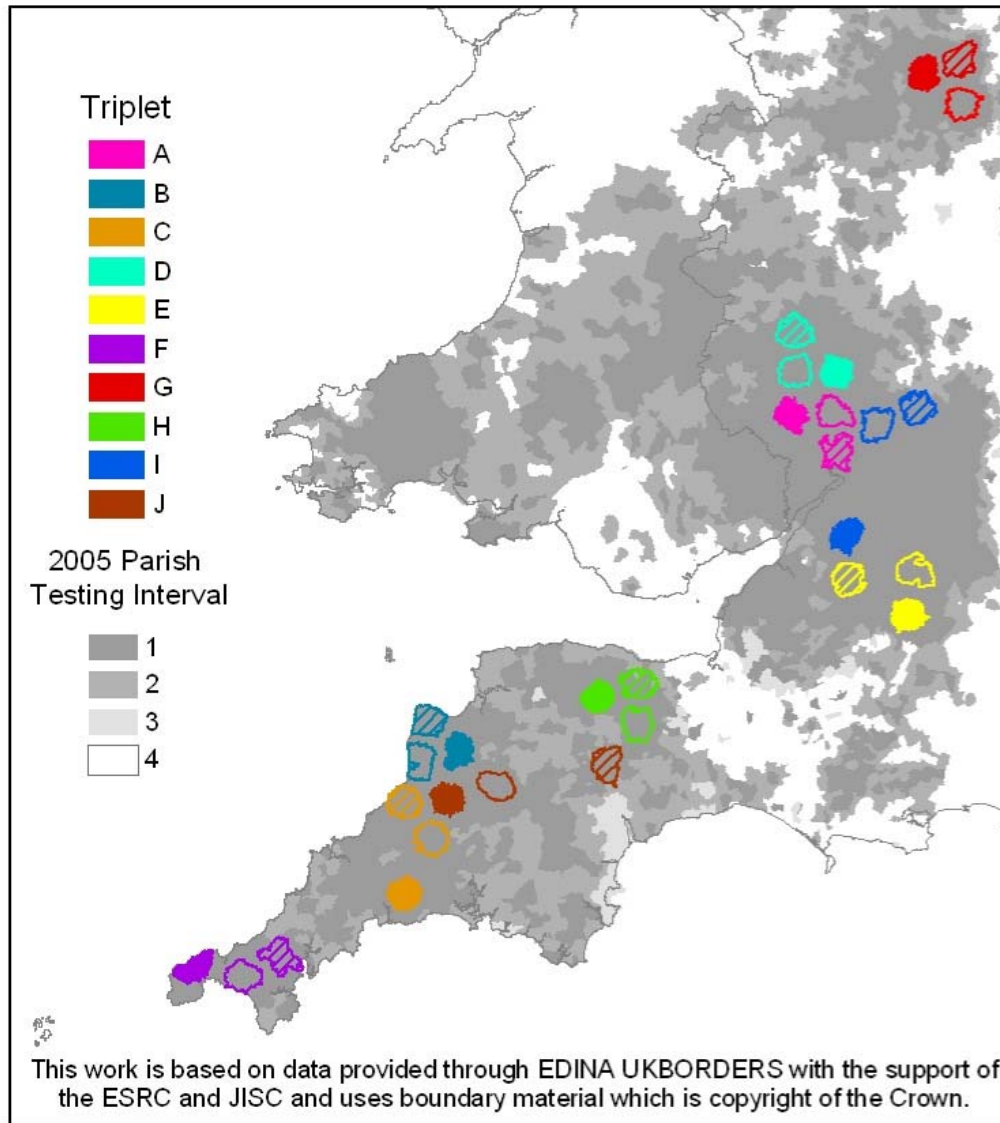 Triplet
A
B
C
D
E
F
G
H
I
J
2005 Parish
Testing Interval
1
2
3
4
This work is based on data provided through EDINA UKBORDERS with the support of
the ESRC and JISC and uses boundary material which is copyright of the Crown.